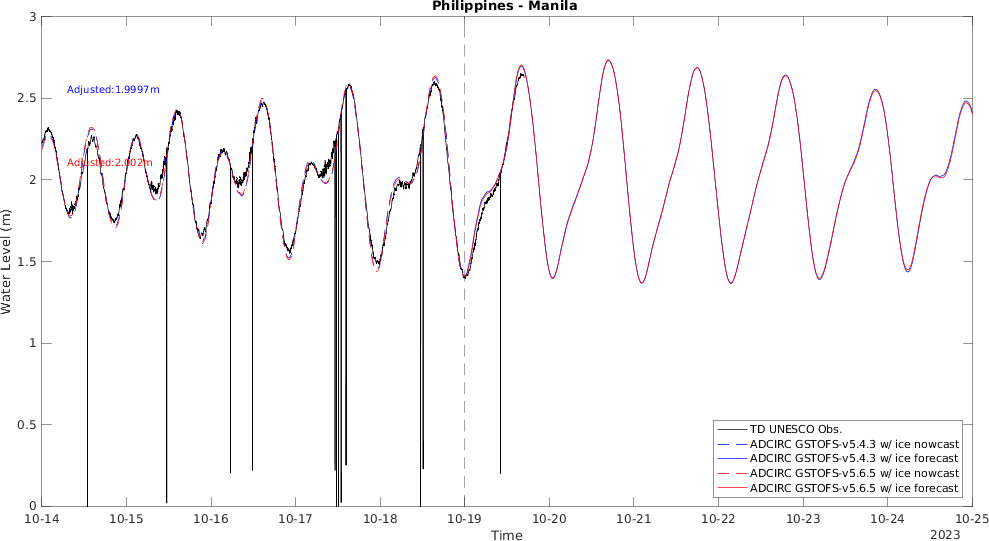 Philippines - Manila
3
2.5
2
1.5
1
0.5
0
Water Level (m)
Adjusted:1.9997m
Adjusted:2.002m
TD UNESCO Obs.
ADCIRC GSTOFS-v5.4.3 w/ ice nowcast
ADCIRC GSTOFS-v5.4.3 w/ ice forecast
ADCIRC GSTOFS-v5.6.5 w/ ice nowcast
ADCIRC GSTOFS-v5.6.5 w/ ice forecast
10-14 10-15 10-16 10-17 10-18 10-19 10-20 10-21 10-22 10-23 10-24 10-25
Time
2023